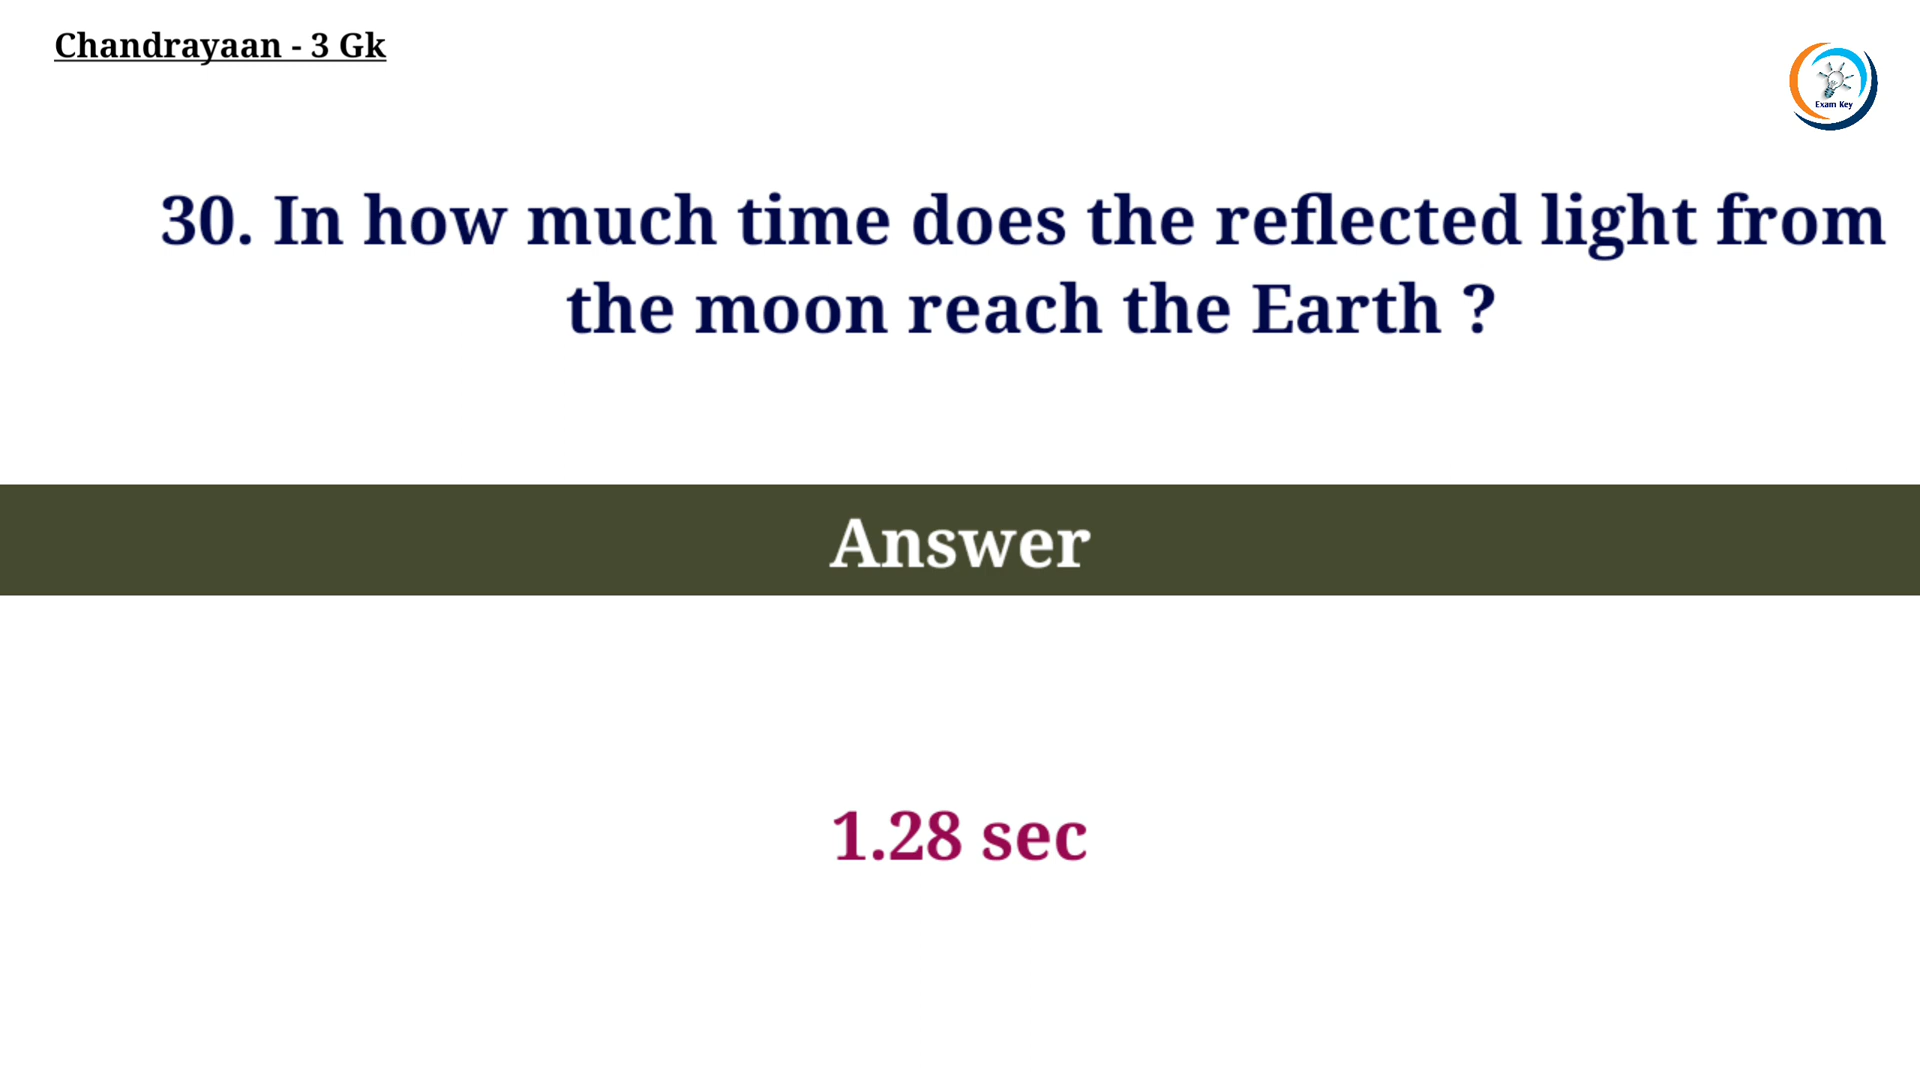 Chandrayaan - 3 Gk
Exam Key
30. In how much time does the reflected light from
the moon reach the Earth ?
Answer
1.28 sec